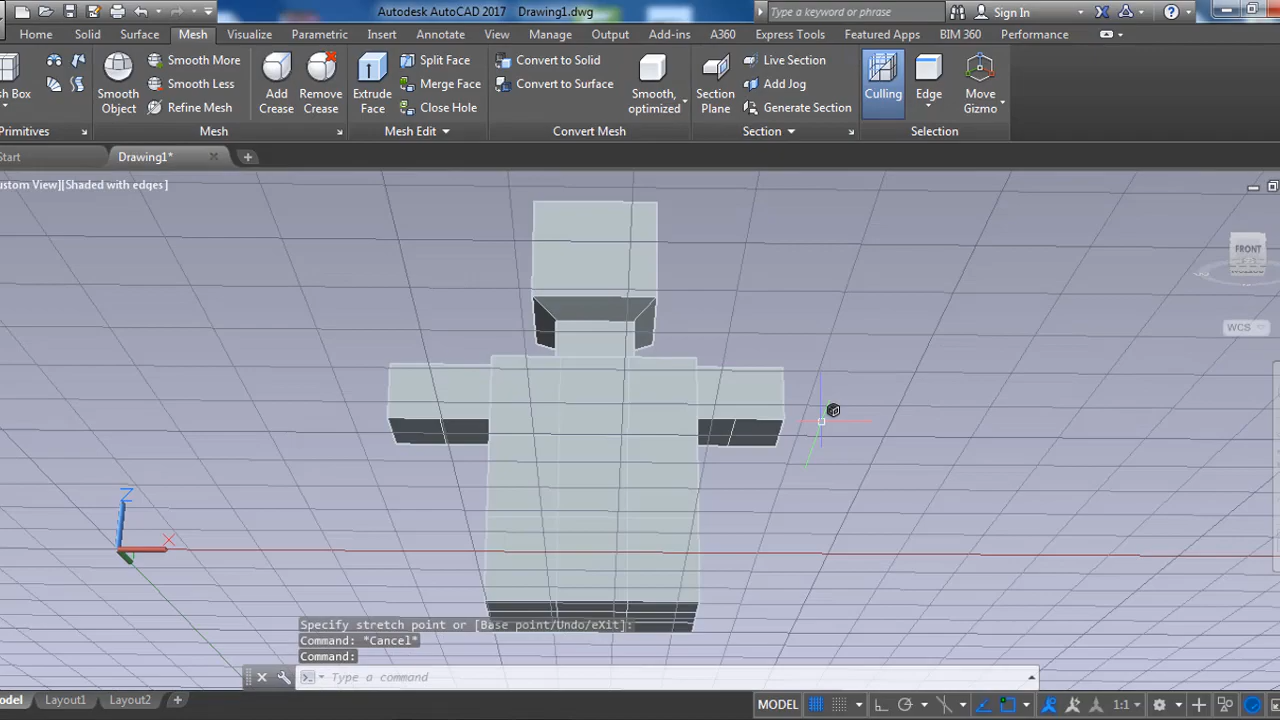 Autodesk AutoCAD 2017 Drawing1.dwg
Type a keyword or phrase
Sign In
Home Solid Surface Mesh Visualize Parametric Insert Annotate View Manage Output Add-ins A360 Express Tools Featured Apps BIM 360 Performance
sh Box
Smooth Object
Smooth More
Smooth Less
Refine Mesh
Add Crease
Remove Crease
Extrude Face
Split Face
Merge Face
Close Hole
Convert to Solid
Convert to Surface
Smooth, optimized
Section Plane
Live Section
Add Jog
Generate Section
Culling
Edge
Move Gizmo
Primitives Mesh Mesh Edit Convert Mesh Section Selection
Start Drawing1*
ustom View][Shaded with edges]
FRONT
WCS
Z
X
Specify stretch point or [Base point/Undo/eXit]:
Command: *Cancel*
Command:
Type a command
odel Layout1 Layout2
MODEL
1:1